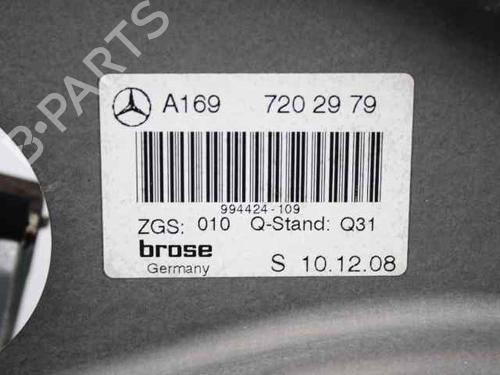 A169 720 29 79
994424-109
ZGS: 010 Q-Stand: Q31
brose
Germany S 10.12.08
B-PARTS